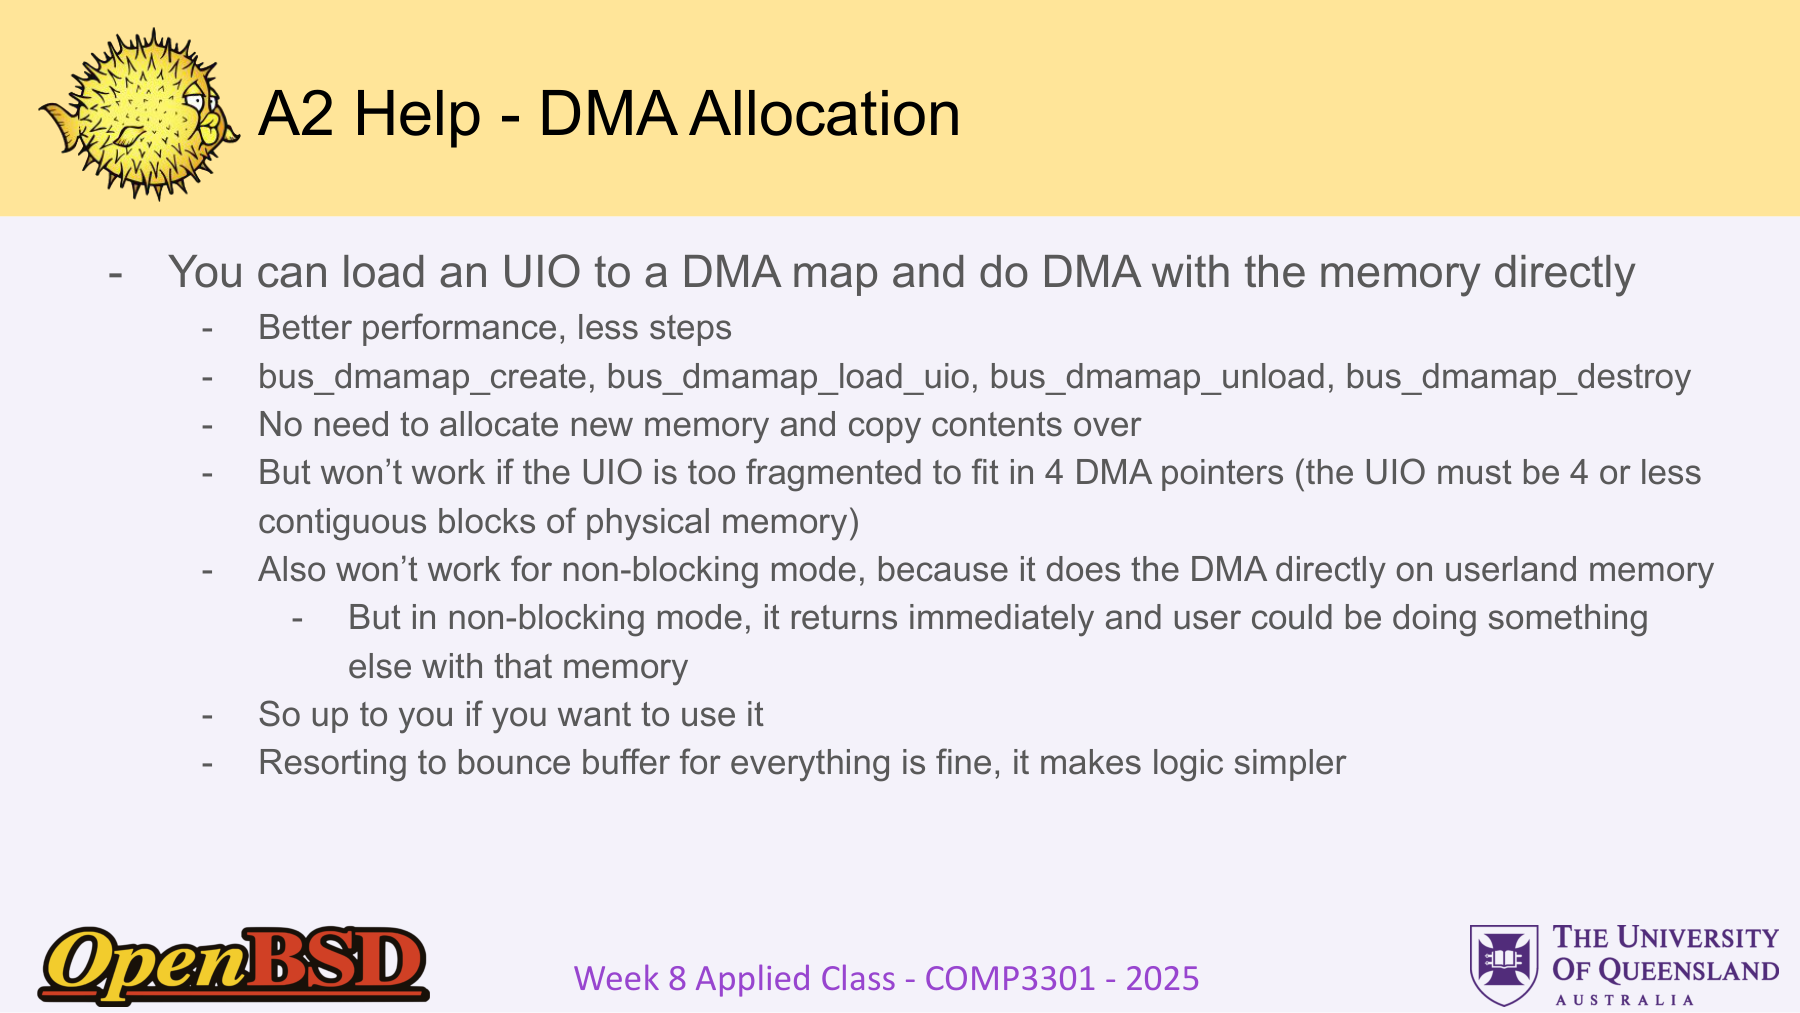 A2 Help - DMA Allocation
- You can load an UIO to a DMA map and do DMA with the memory directly
- Better performance, less steps
- bus_dmamap_create, bus_dmamap_load_uio, bus_dmamap_unload, bus_dmamap_destroy
- No need to allocate new memory and copy contents over
- But won’t work if the UIO is too fragmented to fit in 4 DMA pointers (the UIO must be 4 or less
contiguous blocks of physical memory)
- Also won’t work for non-blocking mode, because it does the DMA directly on userland memory
- But in non-blocking mode, it returns immediately and user could be doing something
else with that memory
- So up to you if you want to use it
- Resorting to bounce buffer for everything is fine, it makes logic simpler
OpenBSD
Week 8 Applied Class - COMP3301 - 2025
THE UNIVERSITY
OF QUEENSLAND
AUSTRALIA